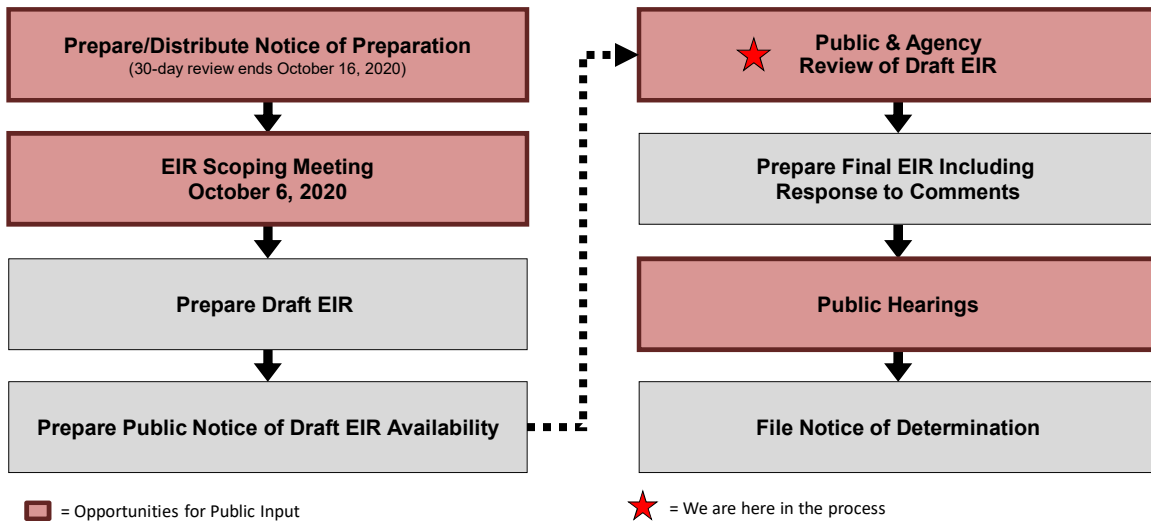 Prepare/Distribute Notice of Preparation
(30-day review ends October 16, 2020)
EIR Scoping Meeting
October 6, 2020
Prepare Draft EIR
Prepare Public Notice of Draft EIR Availability
Public & Agency
Review of Draft EIR
Prepare Final EIR Including
Response to Comments
Public Hearings
File Notice of Determination
= Opportunities for Public Input
= We are here in the process